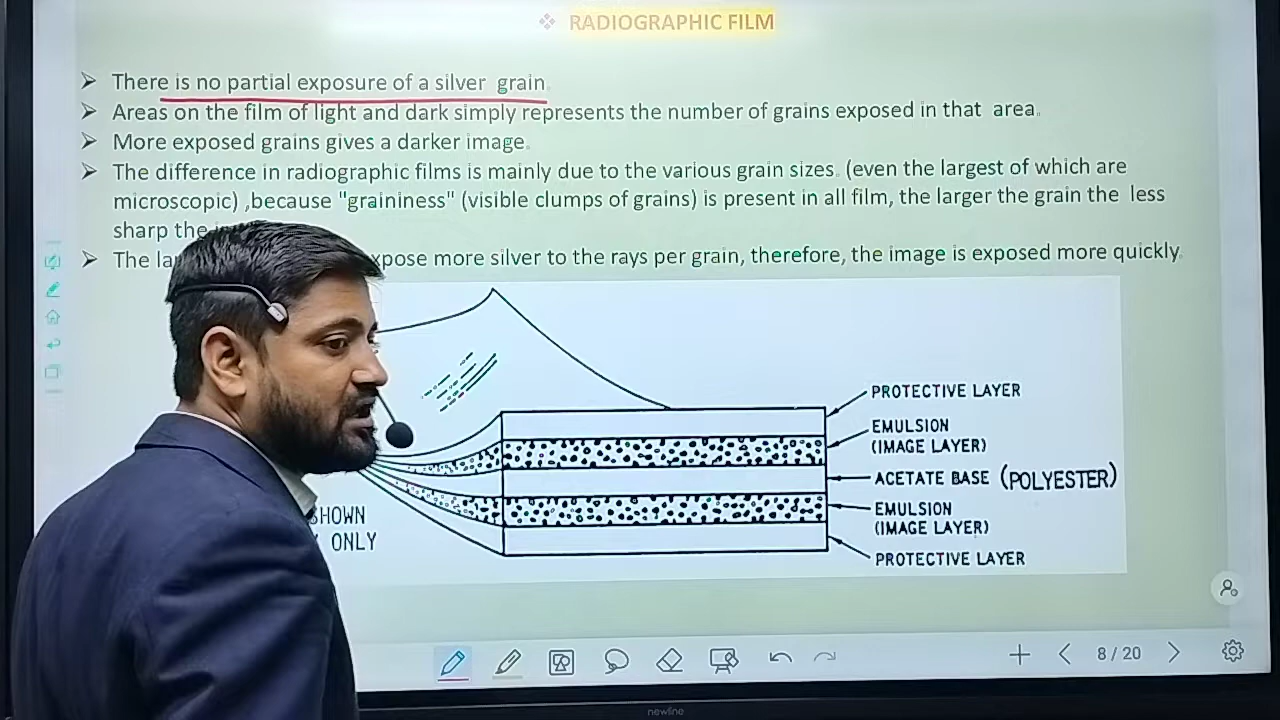 ❖ RADIOGRAPHIC FILM
➢ There is no partial exposure of a silver grain.
➢ Areas on the film of light and dark simply represents the number of grains exposed in that area.
➢ More exposed grains gives a darker image.
➢ The difference in radiographic films is mainly due to the various grain sizes. (even the largest of which are
microscopic) ,because "graininess" (visible clumps of grains) is present in all film, the larger the grain the less
sharp the
➢ The xpose more silver to the rays per grain, therefore, the image is exposed more quickly.
PROTECTIVE LAYER
EMULSION
(IMAGE LAYER)
ACETATE BASE (POLYESTER)
EMULSION
(IMAGE LAYER)
PROTECTIVE LAYER
SHOWN
ONLY
8 / 20
newline